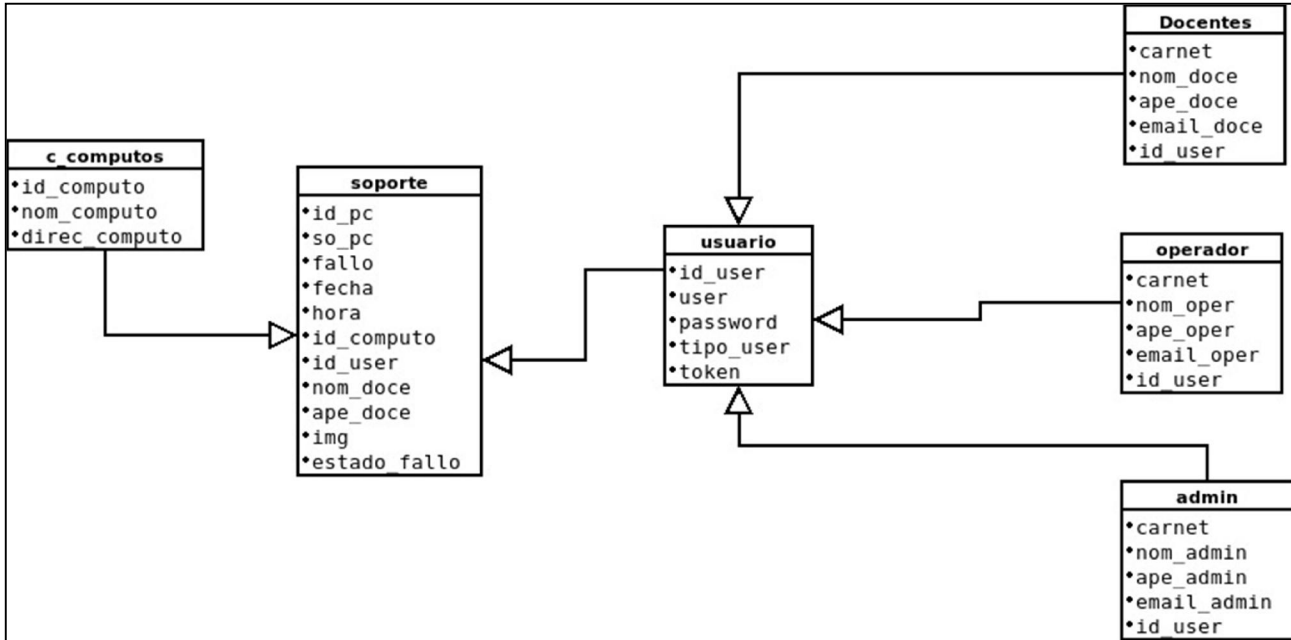 c_computos
id_computo
nom_computo
direc_computo
soporte
id_pc
so_pc
fallo
fecha
hora
id_computo
id_user
nom_doce
ape_doce
img
estado_fallo
usuario
id_user
user
password
tipo_user
token
Docentes
carnet
nom_doce
ape_doce
email_doce
id_user
operador
carnet
nom_oper
ape_oper
email_oper
id_user
admin
carnet
nom_admin
ape_admin
email_admin
id_user